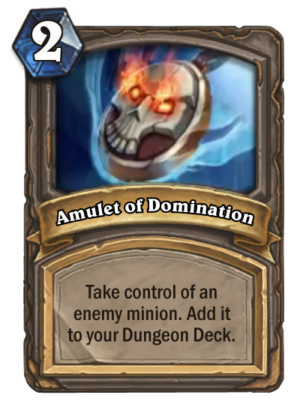 2
Amulet of Domination
Take control of an
enemy minion. Add it
to your Dungeon Deck.